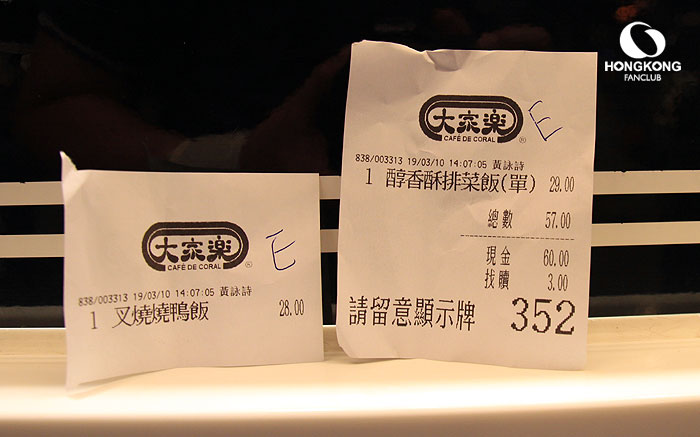 HONGKONG
FANCLUB
大家樂
CAFÉ DE CORAL
®
E
838/003313 19/03/10 14:07:05 黃詠詩
1 叉燒燒鴨飯 28.00
大家樂
CAFÉ DE CORAL
®
E
838/003313 19/03/10 14:07:05 黃詠詩
1 醇香酥排菜飯(單) 29.00
總數 57.00
現金 60.00
找贖 3.00
請留意顯示牌 352